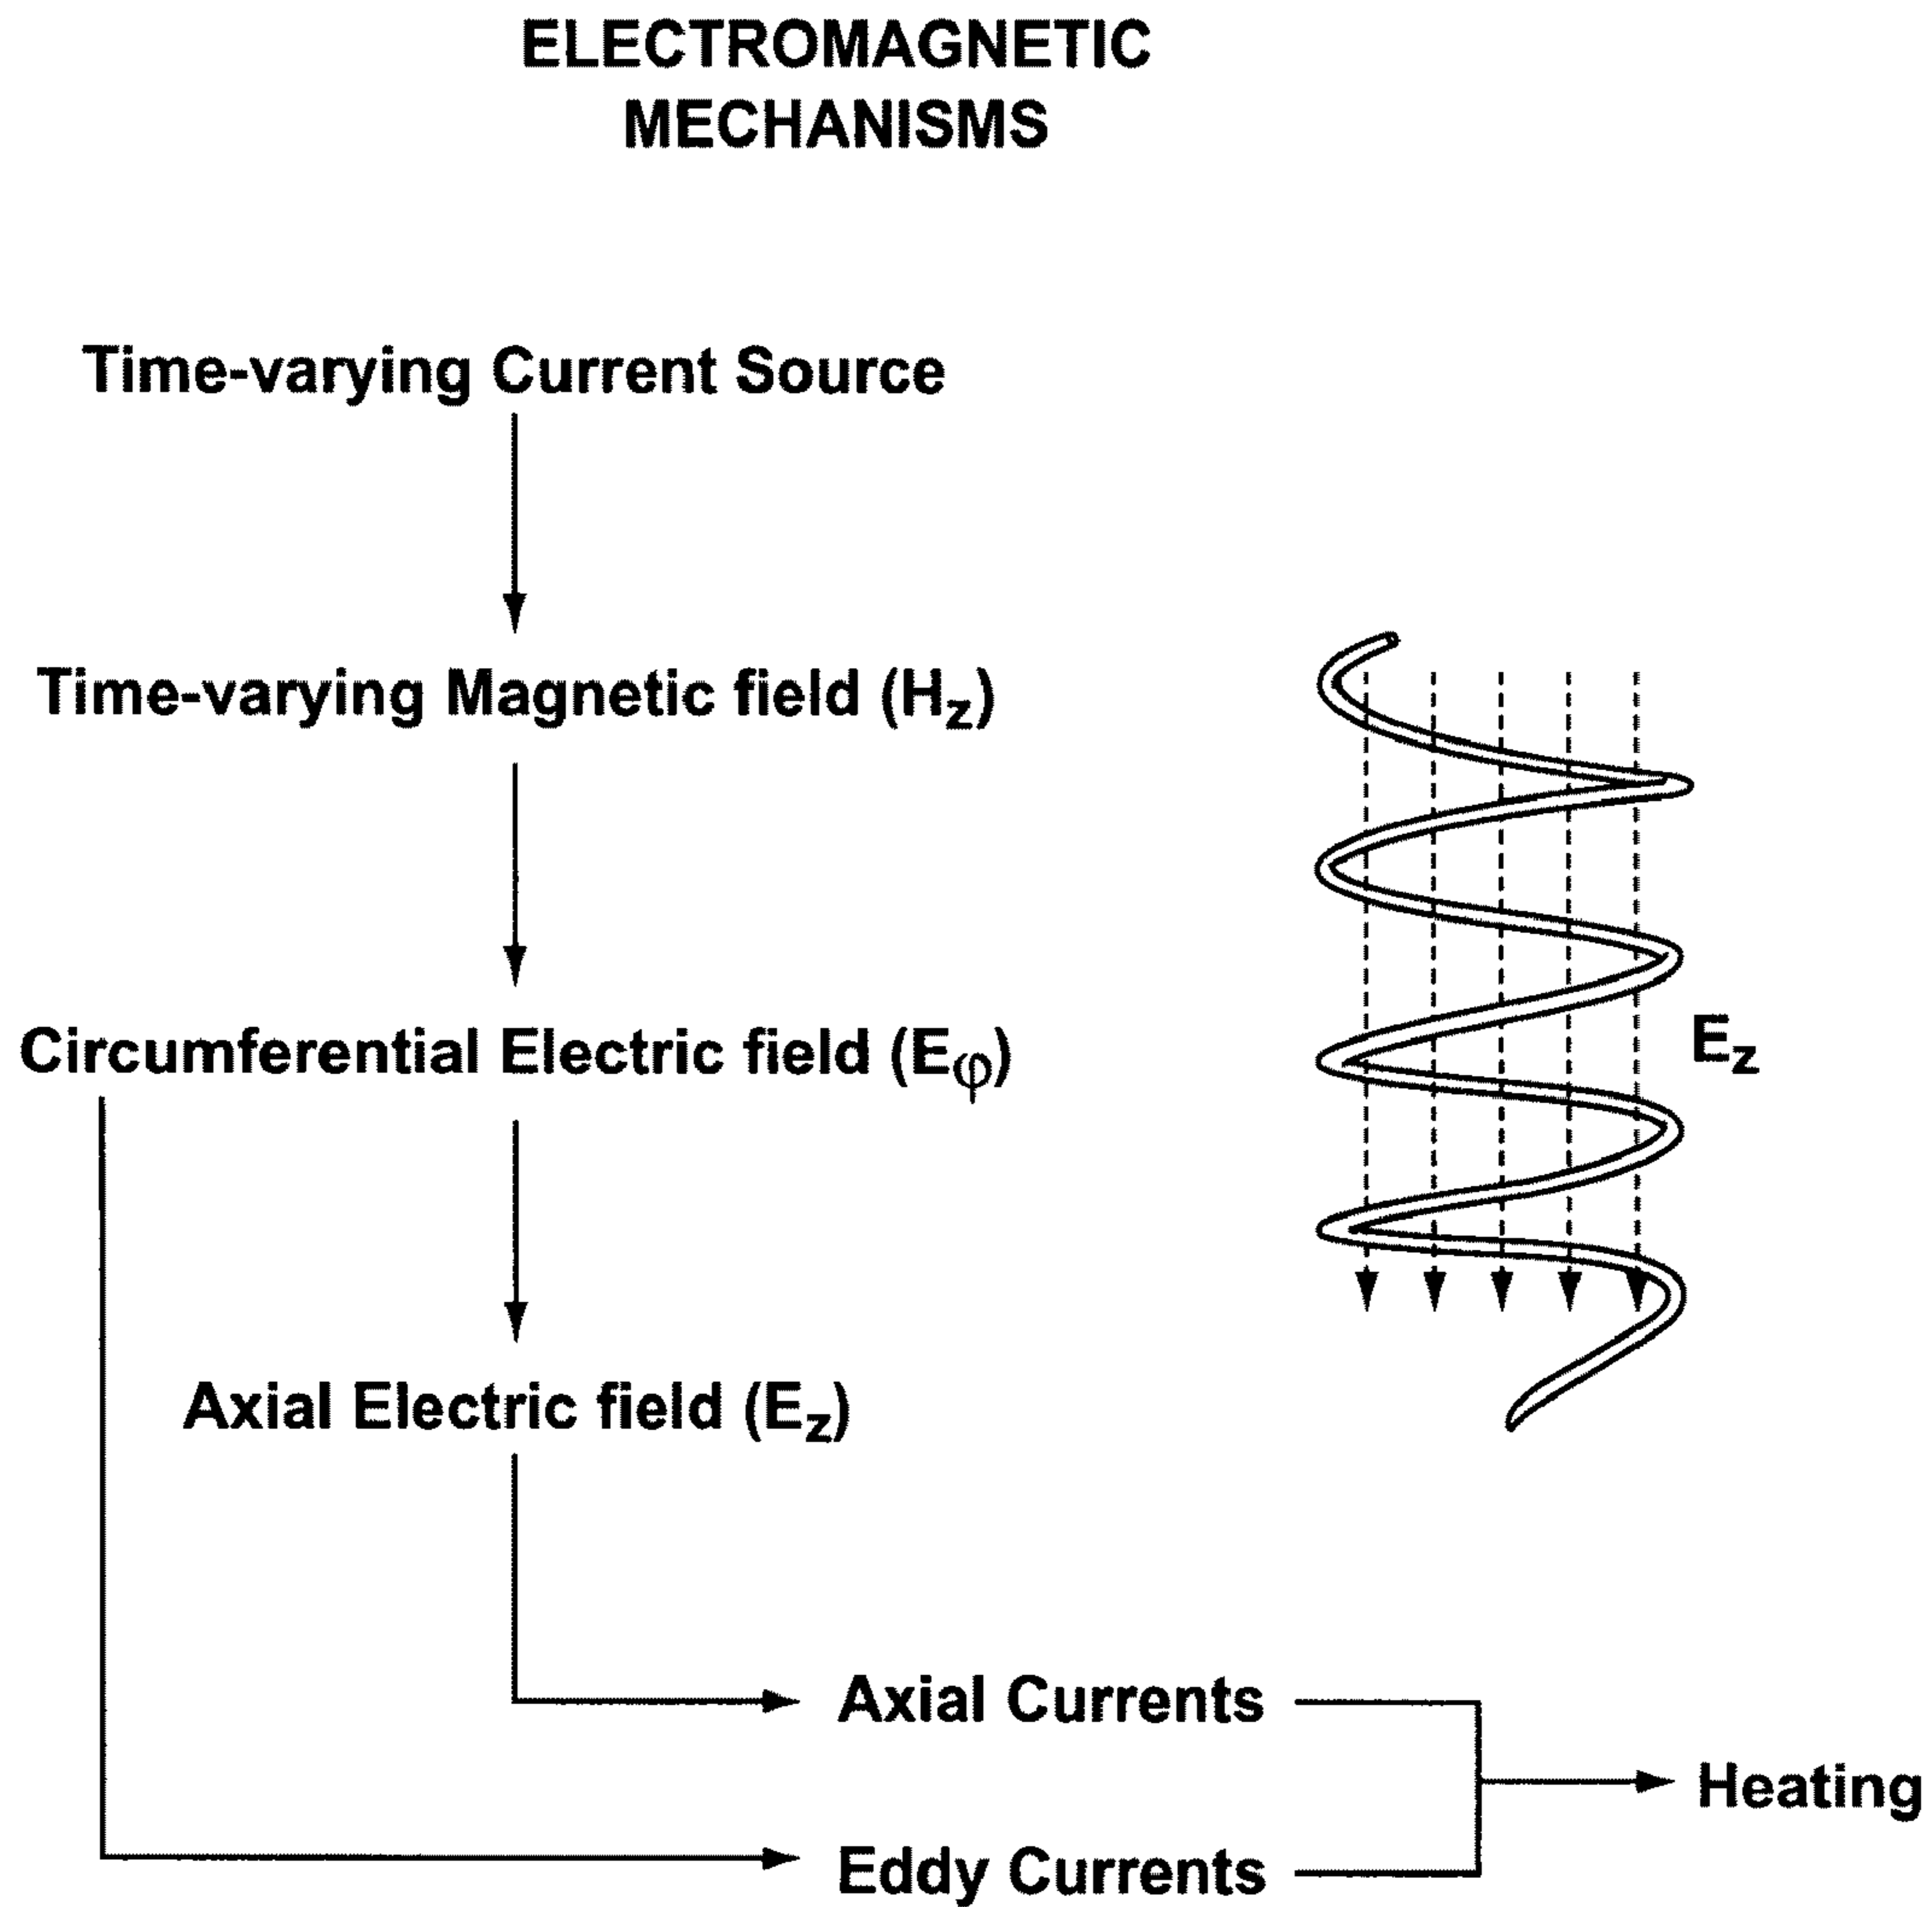 ELECTROMAGNETIC
MECHANISMS
Time-varying Current Source
Time-varying Magnetic field (Hz)
Circumferential Electric field (Eφ)
Ez
Axial Electric field (Ez)
Axial Currents
Heating
Eddy Currents